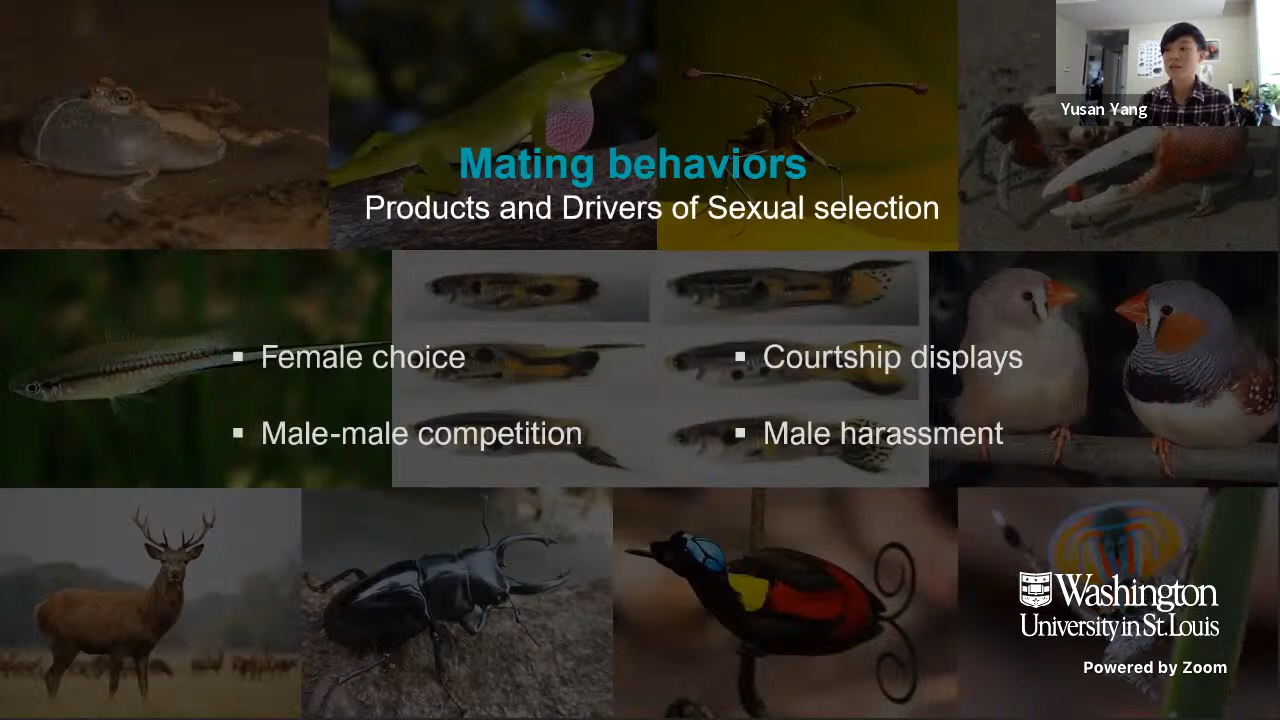 Yusan Yang
Mating behaviors
Products and Drivers of Sexual selection
▪ Female choice
▪ Courtship displays
▪ Male-male competition
▪ Male harassment
Washington
University in St. Louis
Powered by Zoom